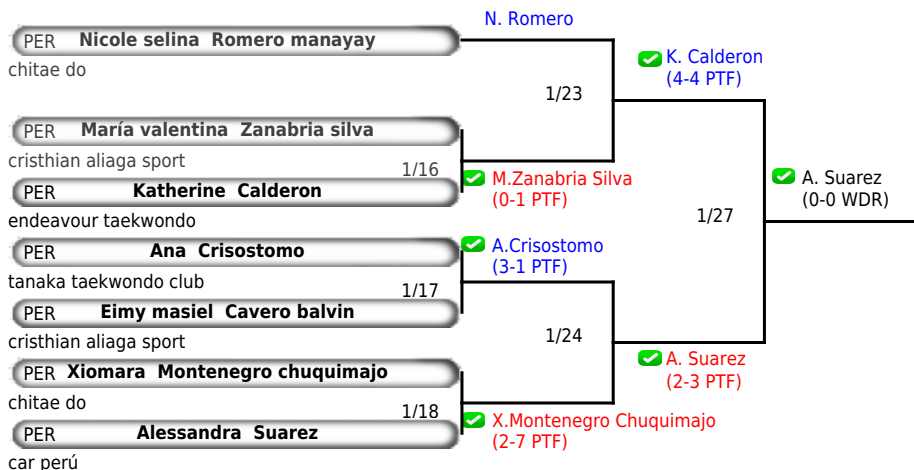 N. Romero
PER Nicole selina Romero manayay
chitae do
K. Calderon
(4-4 PTF)
1/23
PER María valentina Zanabria silva
cristhian aliaga sport
1/16
M.Zanabria Silva
(0-1 PTF)
PER Katherine Calderon
endeavour taekwondo
A. Suarez
(0-0 WDR)
1/27
PER Ana Crisostomo
tanaka taekwondo club
A.Crisostomo
(3-1 PTF)
1/17
PER Eimy masiel Cavero balvin
cristhian aliaga sport
1/24
A. Suarez
(2-3 PTF)
PER Xiomara Montenegro chuquimajo
chitae do
1/18
X.Montenegro Chuquimajo
(2-7 PTF)
PER Alessandra Suarez
car perú